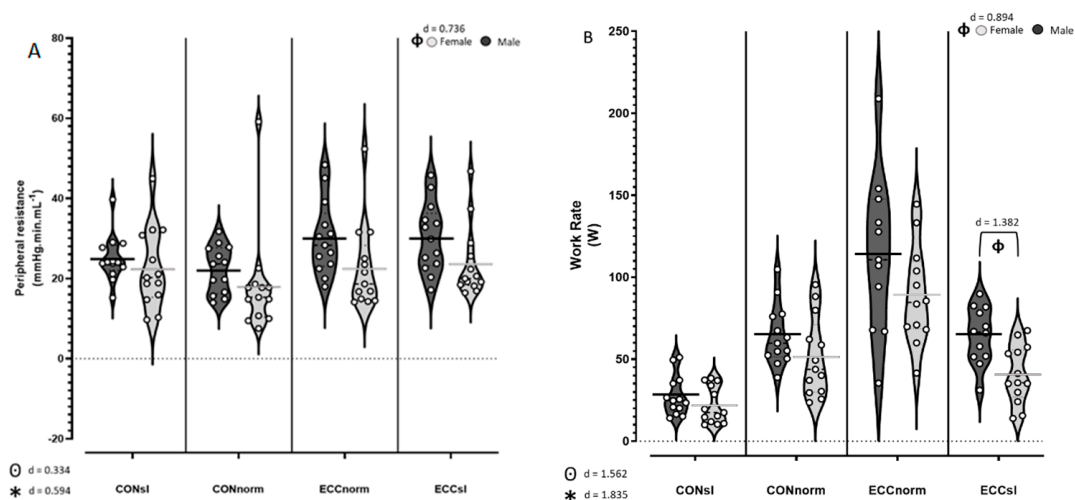 A
d = 0.736
ϕ Female Male
Peripheral resistance
(mmHg.min.mL⁻¹)
80
60
40
20
0
-20
CONsl CONnorm ECCnorm ECCsl
ʘ d = 0.334
* d = 0.594
B
d = 0.894
ϕ Female Male
Work Rate
(W)
250
200
150
100
50
0
d = 1.382
ϕ
CONsl CONnorm ECCnorm ECCsl
ʘ d = 1.562
* d = 1.835